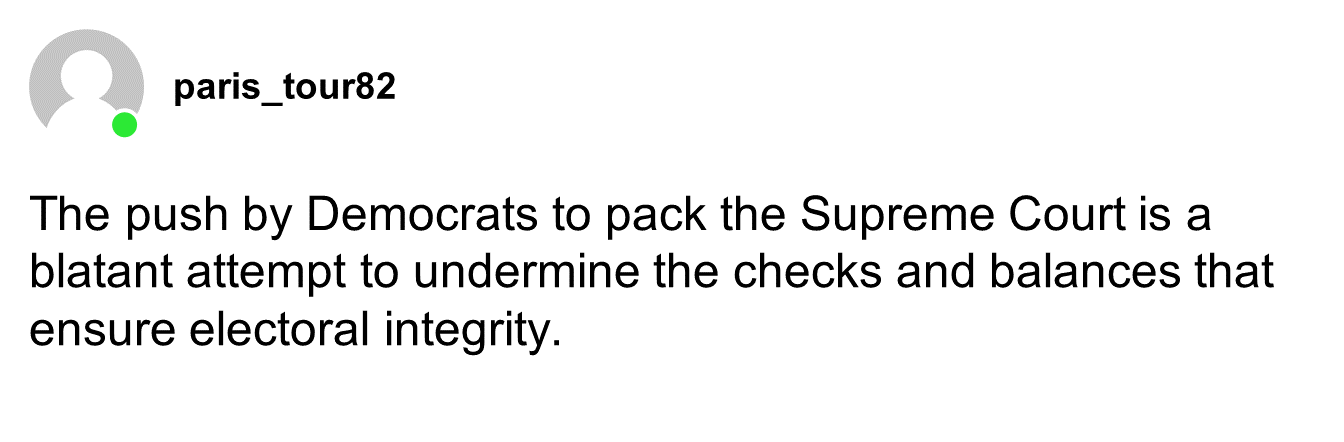 paris_tour82
The push by Democrats to pack the Supreme Court is a
blatant attempt to undermine the checks and balances that
ensure electoral integrity.